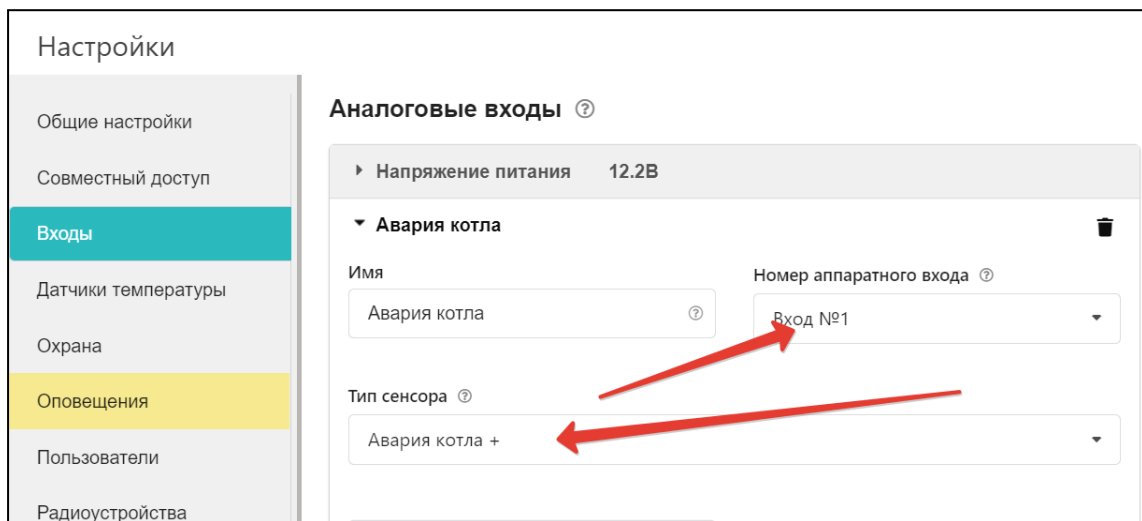 Настройки
Общие настройки
Совместный доступ
Входы
Датчики температуры
Охрана
Оповещения
Пользователи
Радиоустройства
Аналоговые входы
Напряжение питания 12.2В
Авария котла
Имя
Авария котла
Номер аппаратного входа
Вход №1
Тип сенсора
Авария котла +